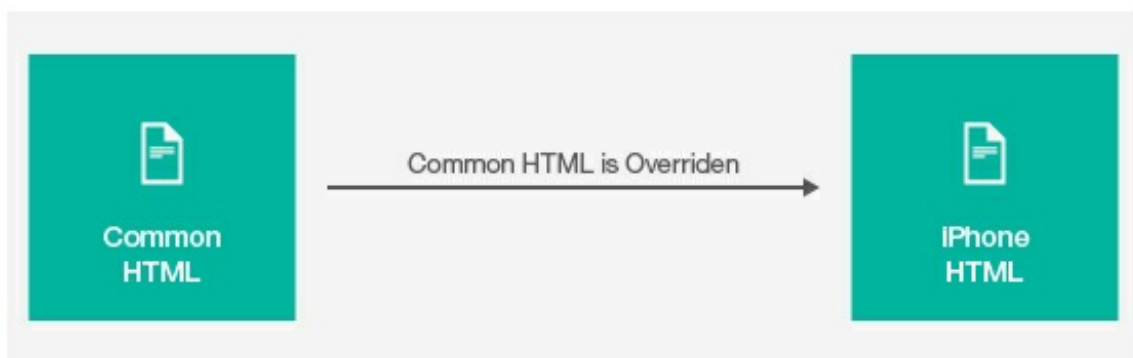 Common HTML is Overriden
Common
HTML
iPhone
HTML